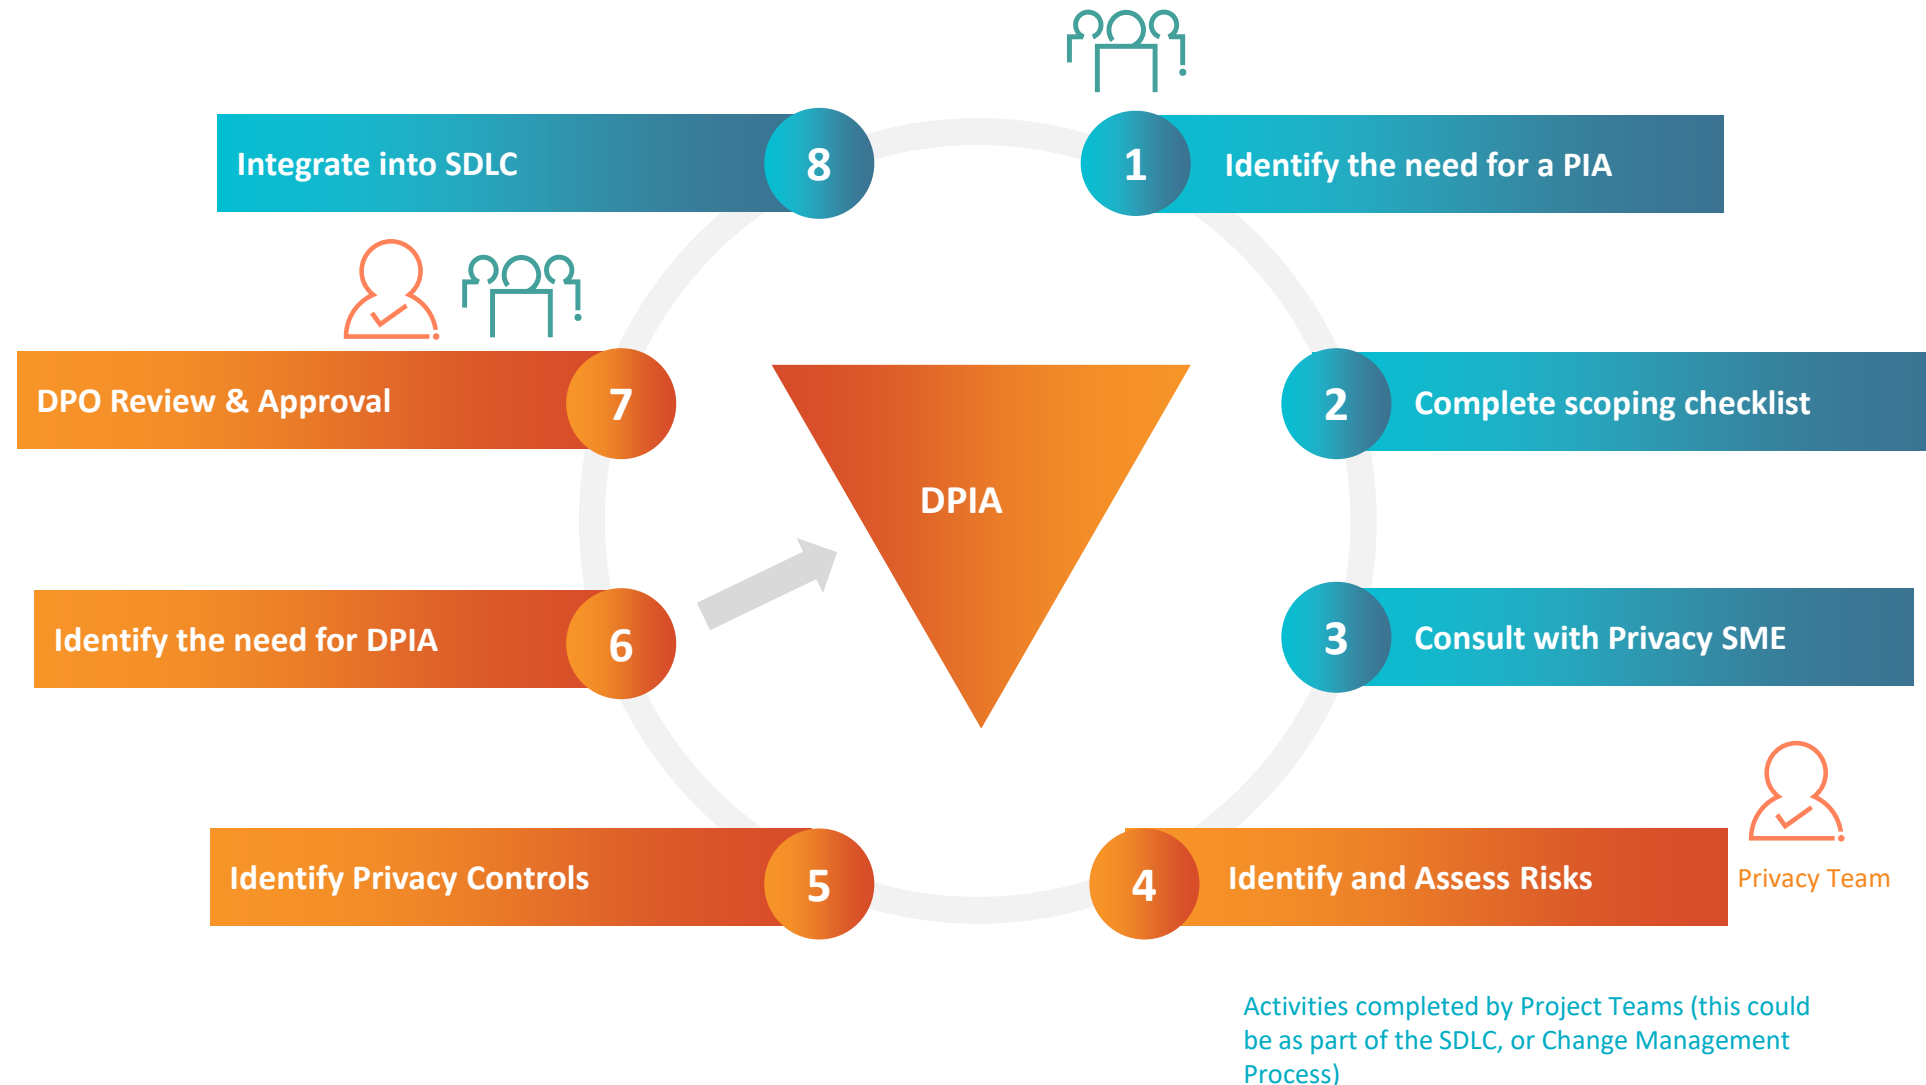 1
Identify the need for a PIA
2
Complete scoping checklist
3
Consult with Privacy SME
4
Identify and Assess Risks
Privacy Team
5
Identify Privacy Controls
6
Identify the need for DPIA
7
DPO Review & Approval
8
Integrate into SDLC
DPIA
Activities completed by Project Teams (this could
be as part of the SDLC, or Change Management
Process)